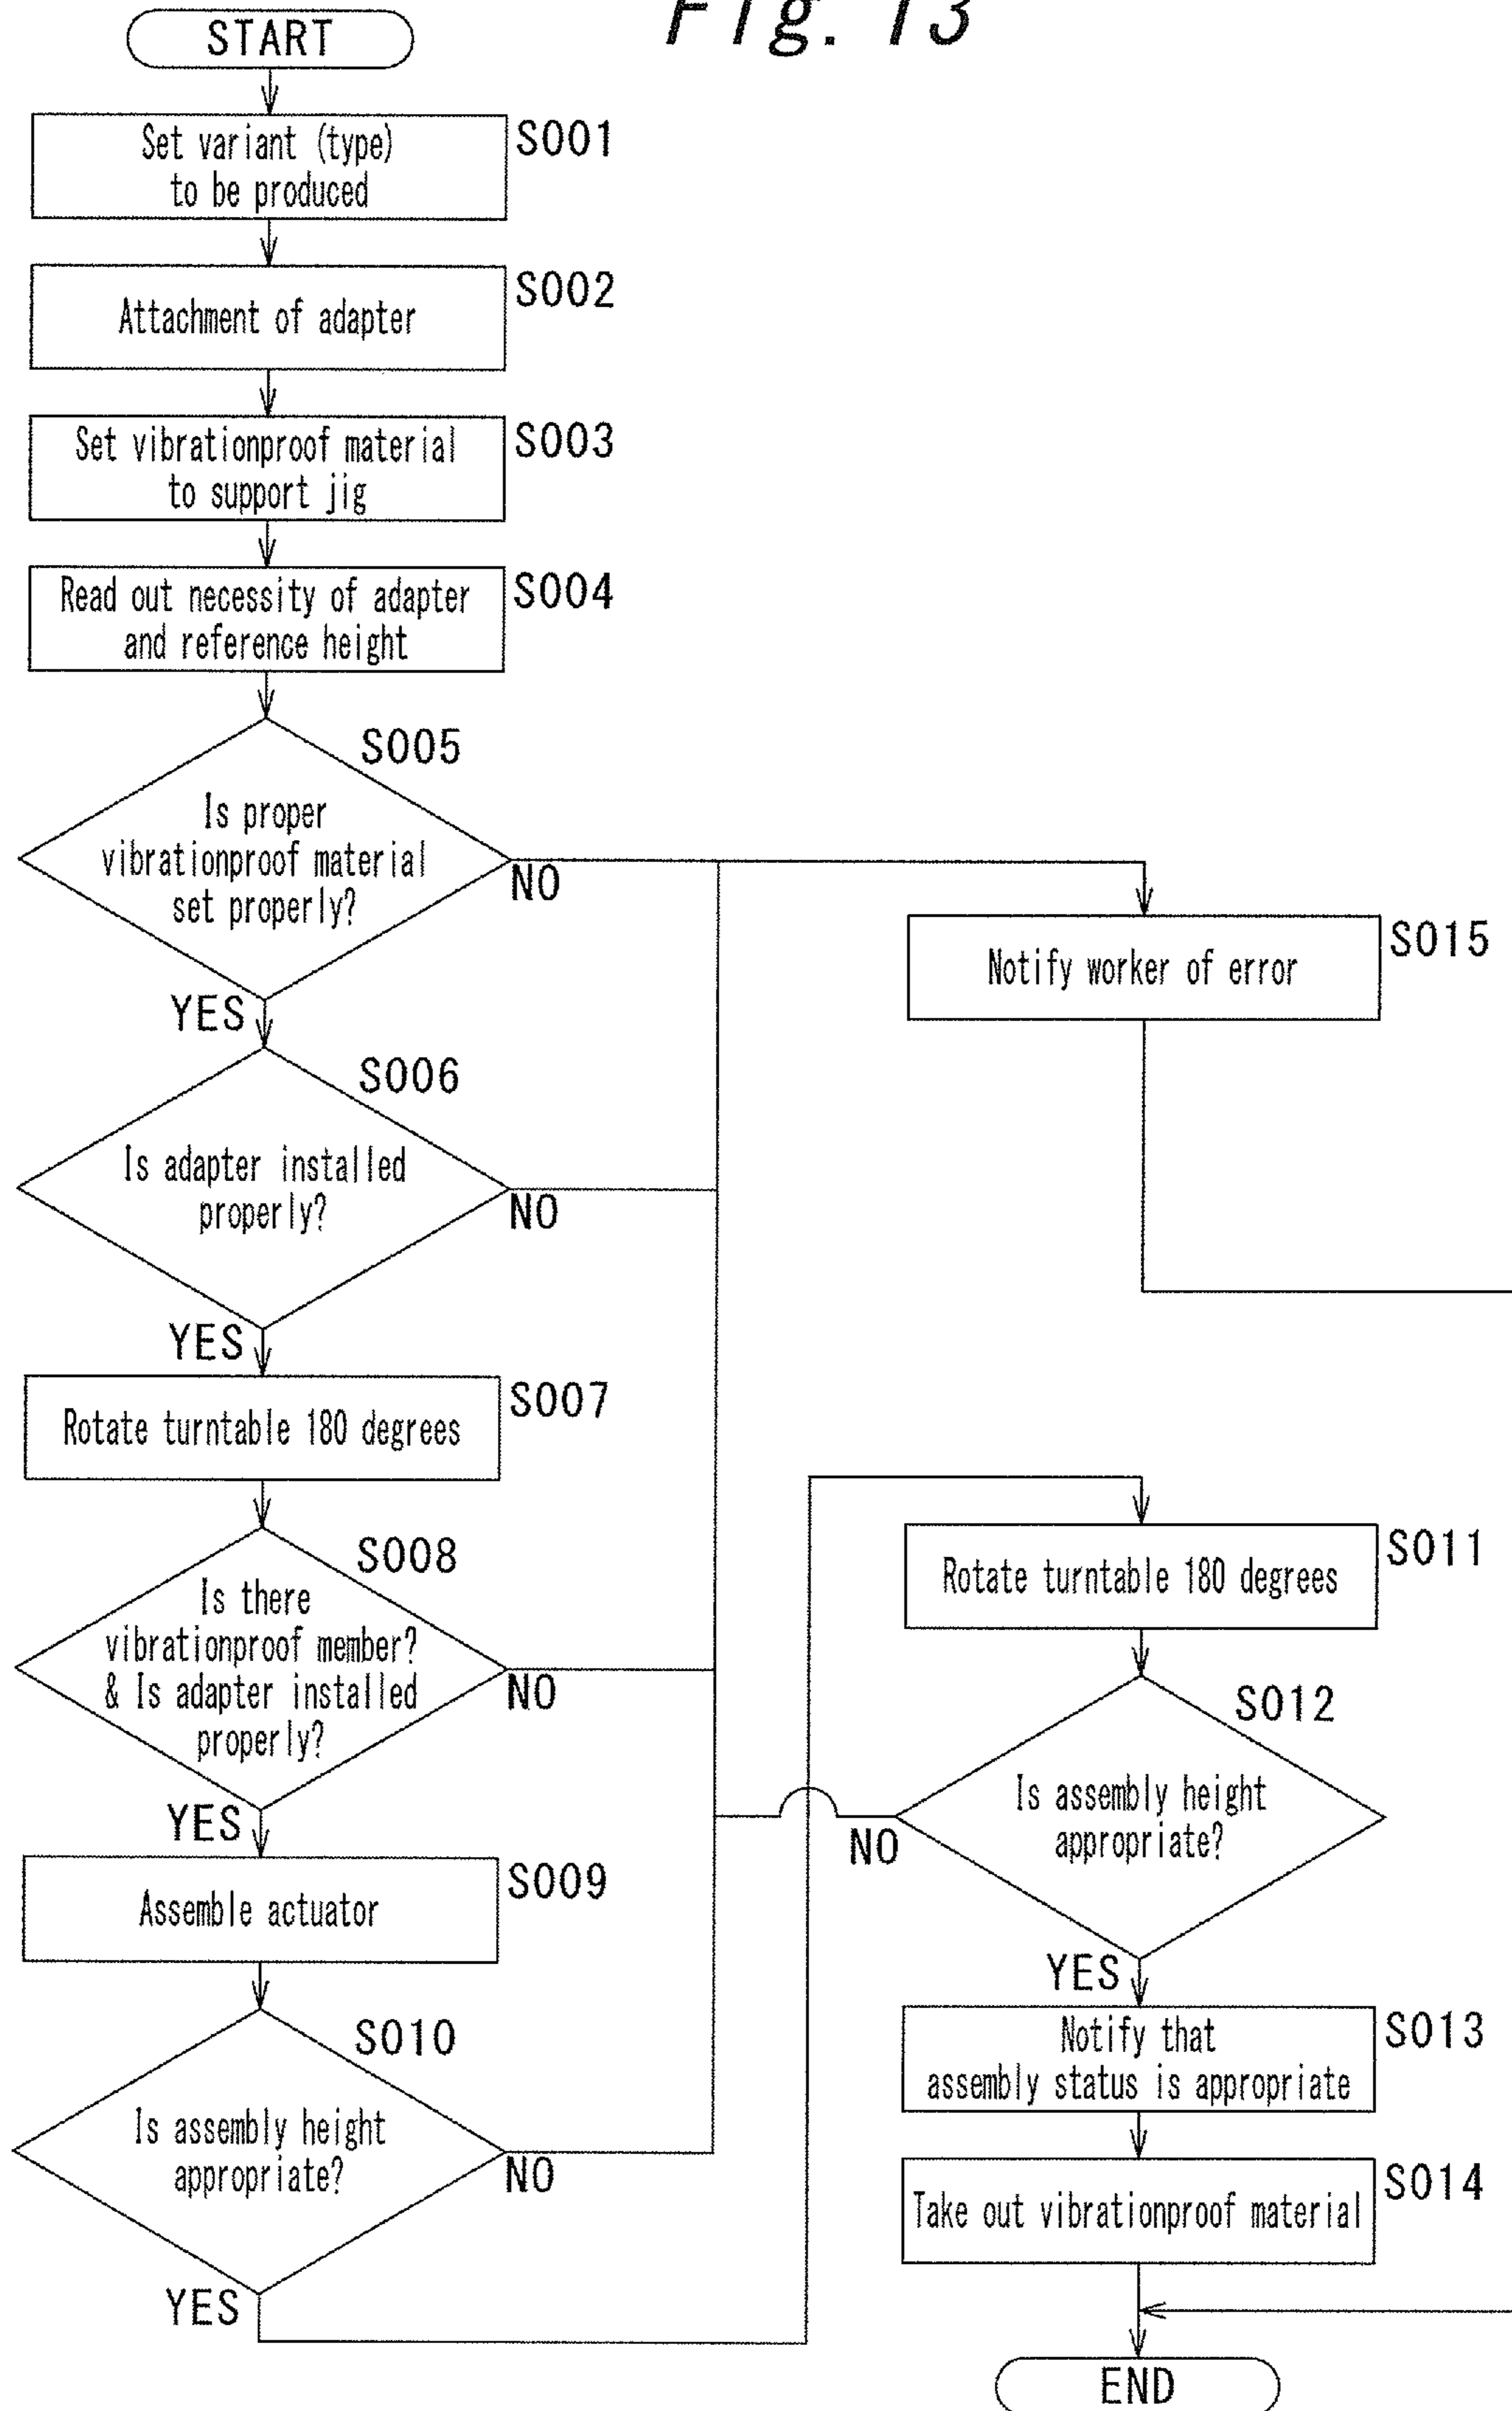 Fig. 13
START
Set variant (type)
to be produced
S001
Attachment of adapter
S002
Set vibrationproof material
to support jig
S003
Read out necessity of adapter
and reference height
S004
S005
Is proper
vibrationproof material
set properly?
NO
YES
S006
Is adapter installed
properly?
NO
YES
Rotate turntable 180 degrees
S007
S008
Is there
vibrationproof member?
& Is adapter installed
properly?
NO
YES
Assemble actuator
S009
S010
Is assembly height
appropriate?
NO
YES
Notify worker of error
S015
Rotate turntable 180 degrees
S011
S012
Is assembly height
appropriate?
NO
YES
Notify that
assembly status is appropriate
S013
Take out vibrationproof material
S014
END